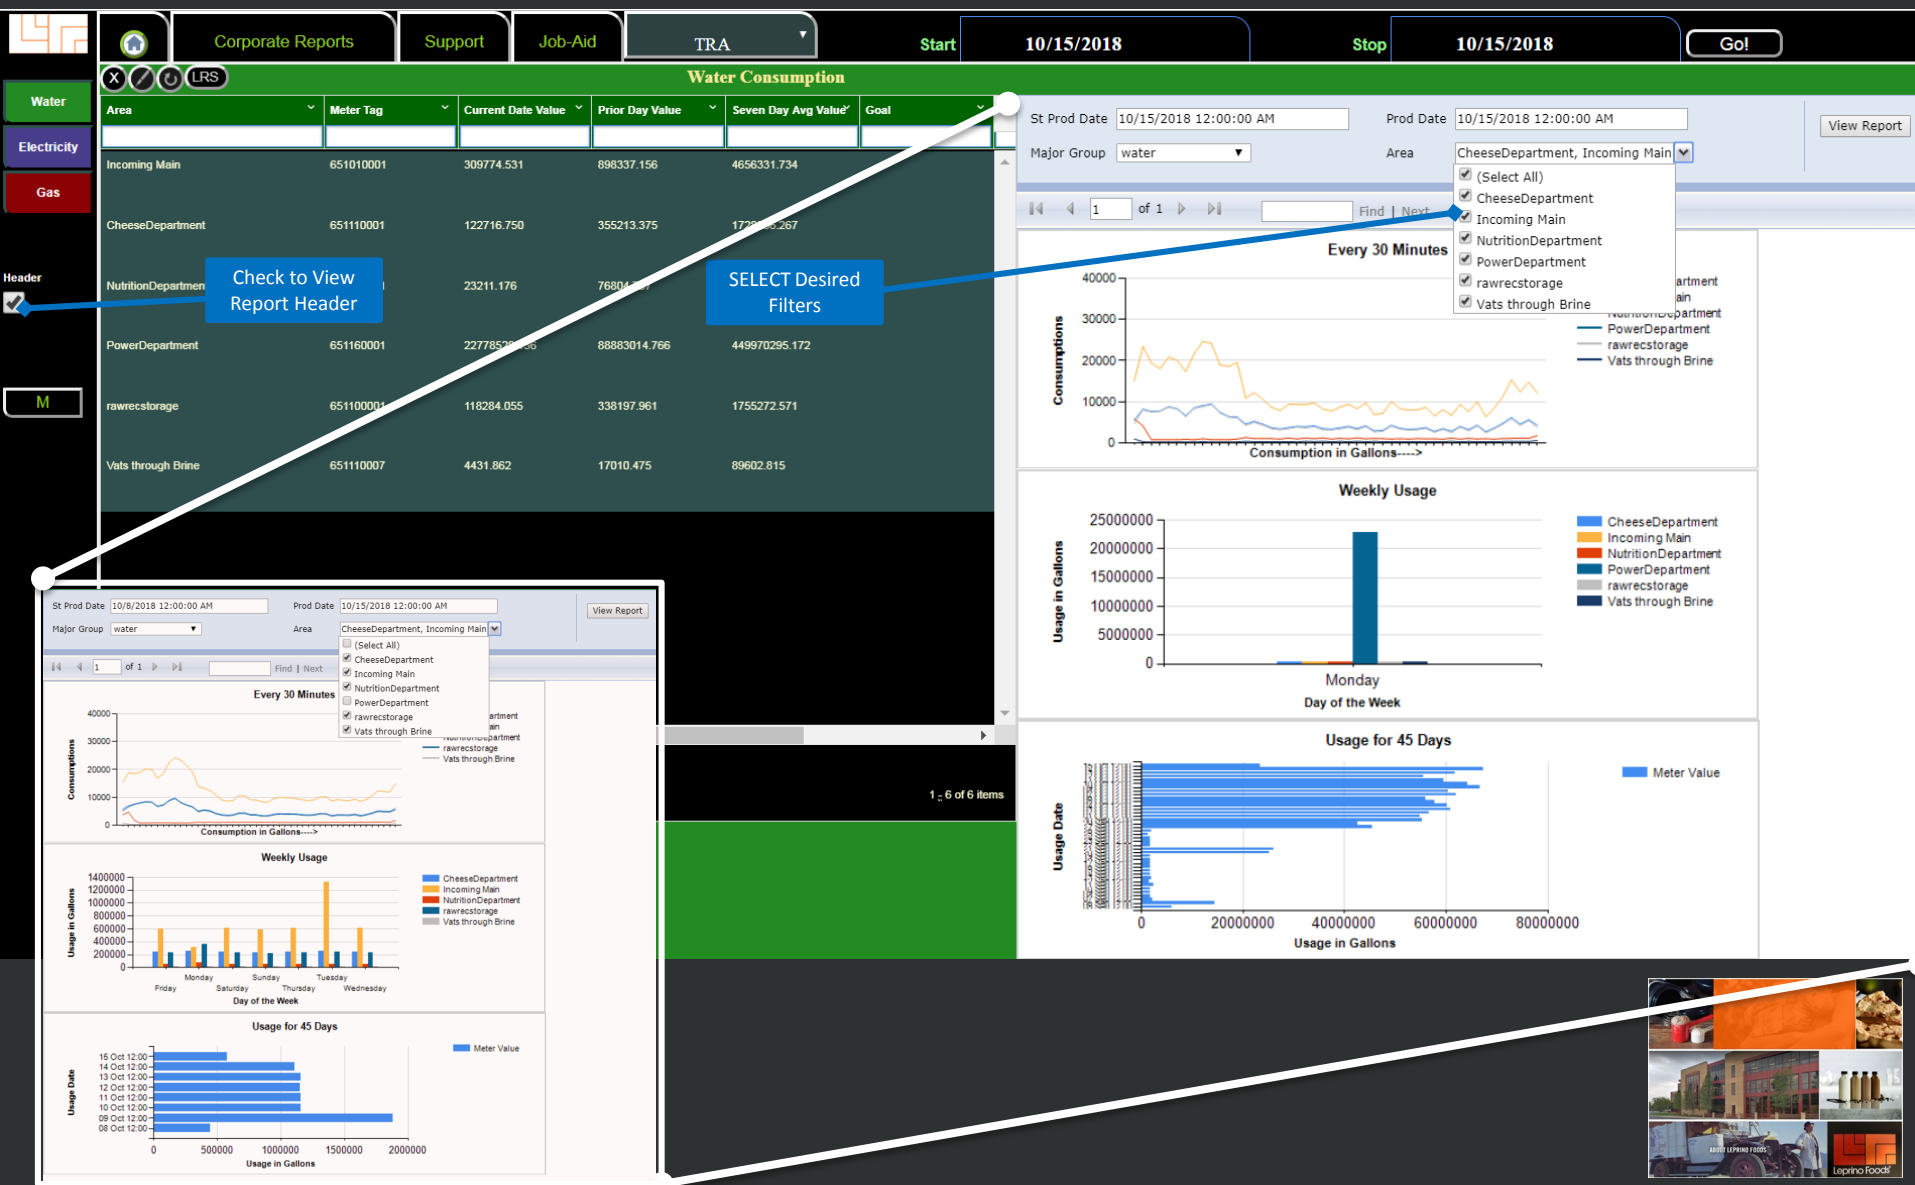 Corporate Reports
Support
Job-Aid
TRA
Start
10/15/2018
Stop
10/15/2018
Go!
X
LRS
Water Consumption
Water
Electricity
Gas
Header
M
Area
Meter Tag
Current Date Value
Prior Day Value
Seven Day Avg Value
Goal
Incoming Main 651010001 309774.531 898337.156 4656331.734
CheeseDepartment 651110001 122716.750 355213.375
NutritionDepartmen 23211.176
PowerDepartment 651160001 88883014.766 449970295.172
rawrecstorage 651100001 118284.055 338197.961 1755272.571
Vats through Brine 651110007 4431.862 17010.475 89602.815
Check to View
Report Header
SELECT Desired
Filters
1 - 6 of 6 items
St Prod Date 10/15/2018 12:00:00 AM Prod Date 10/15/2018 12:00:00 AM
View Report
Major Group water Area CheeseDepartment, Incoming Main
(Select All)
CheeseDepartment
Incoming Main
NutritionDepartment
PowerDepartment
rawrecstorage
Vats through Brine
1 of 1 Find | Next
Every 30 Minutes
40000
30000
20000
10000
0
Consumptions
Consumption in Gallons---->
artment
ain
NutritionDepartment
PowerDepartment
rawrecstorage
Vats through Brine
Weekly Usage
25000000
20000000
15000000
10000000
5000000
0
Usage in Gallons
Monday
Day of the Week
CheeseDepartment
Incoming Main
NutritionDepartment
PowerDepartment
rawrecstorage
Vats through Brine
Usage for 45 Days
Usage Date
Meter Value
0 20000000 40000000 60000000 80000000
Usage in Gallons
St Prod Date 10/8/2018 12:00:00 AM Prod Date 10/15/2018 12:00:00 AM
View Report
Major Group water Area CheeseDepartment, Incoming Main
(Select All)
CheeseDepartment
Incoming Main
NutritionDepartment
PowerDepartment
rawrecstorage
Vats through Brine
1 of 1 Find | Next
Every 30 Minutes
40000
30000
20000
10000
0
Consumptions
Consumption in Gallons---->
artment
ain
NutritionDepartment
rawrecstorage
Vats through Brine
Weekly Usage
1400000
1200000
1000000
800000
600000
400000
200000
0
Usage in Gallons
Monday Sunday Tuesday
Friday Saturday Thursday Wednesday
Day of the Week
CheeseDepartment
Incoming Main
NutritionDepartment
rawrecstorage
Vats through Brine
Usage for 45 Days
15 Oct 12:00
14 Oct 12:00
13 Oct 12:00
12 Oct 12:00
11 Oct 12:00
10 Oct 12:00
09 Oct 12:00
08 Oct 12:00
Usage Date
Meter Value
0 500000 1000000 1500000 2000000
Usage in Gallons
ABOUT LEPRINO FOODS
Leprino Foods